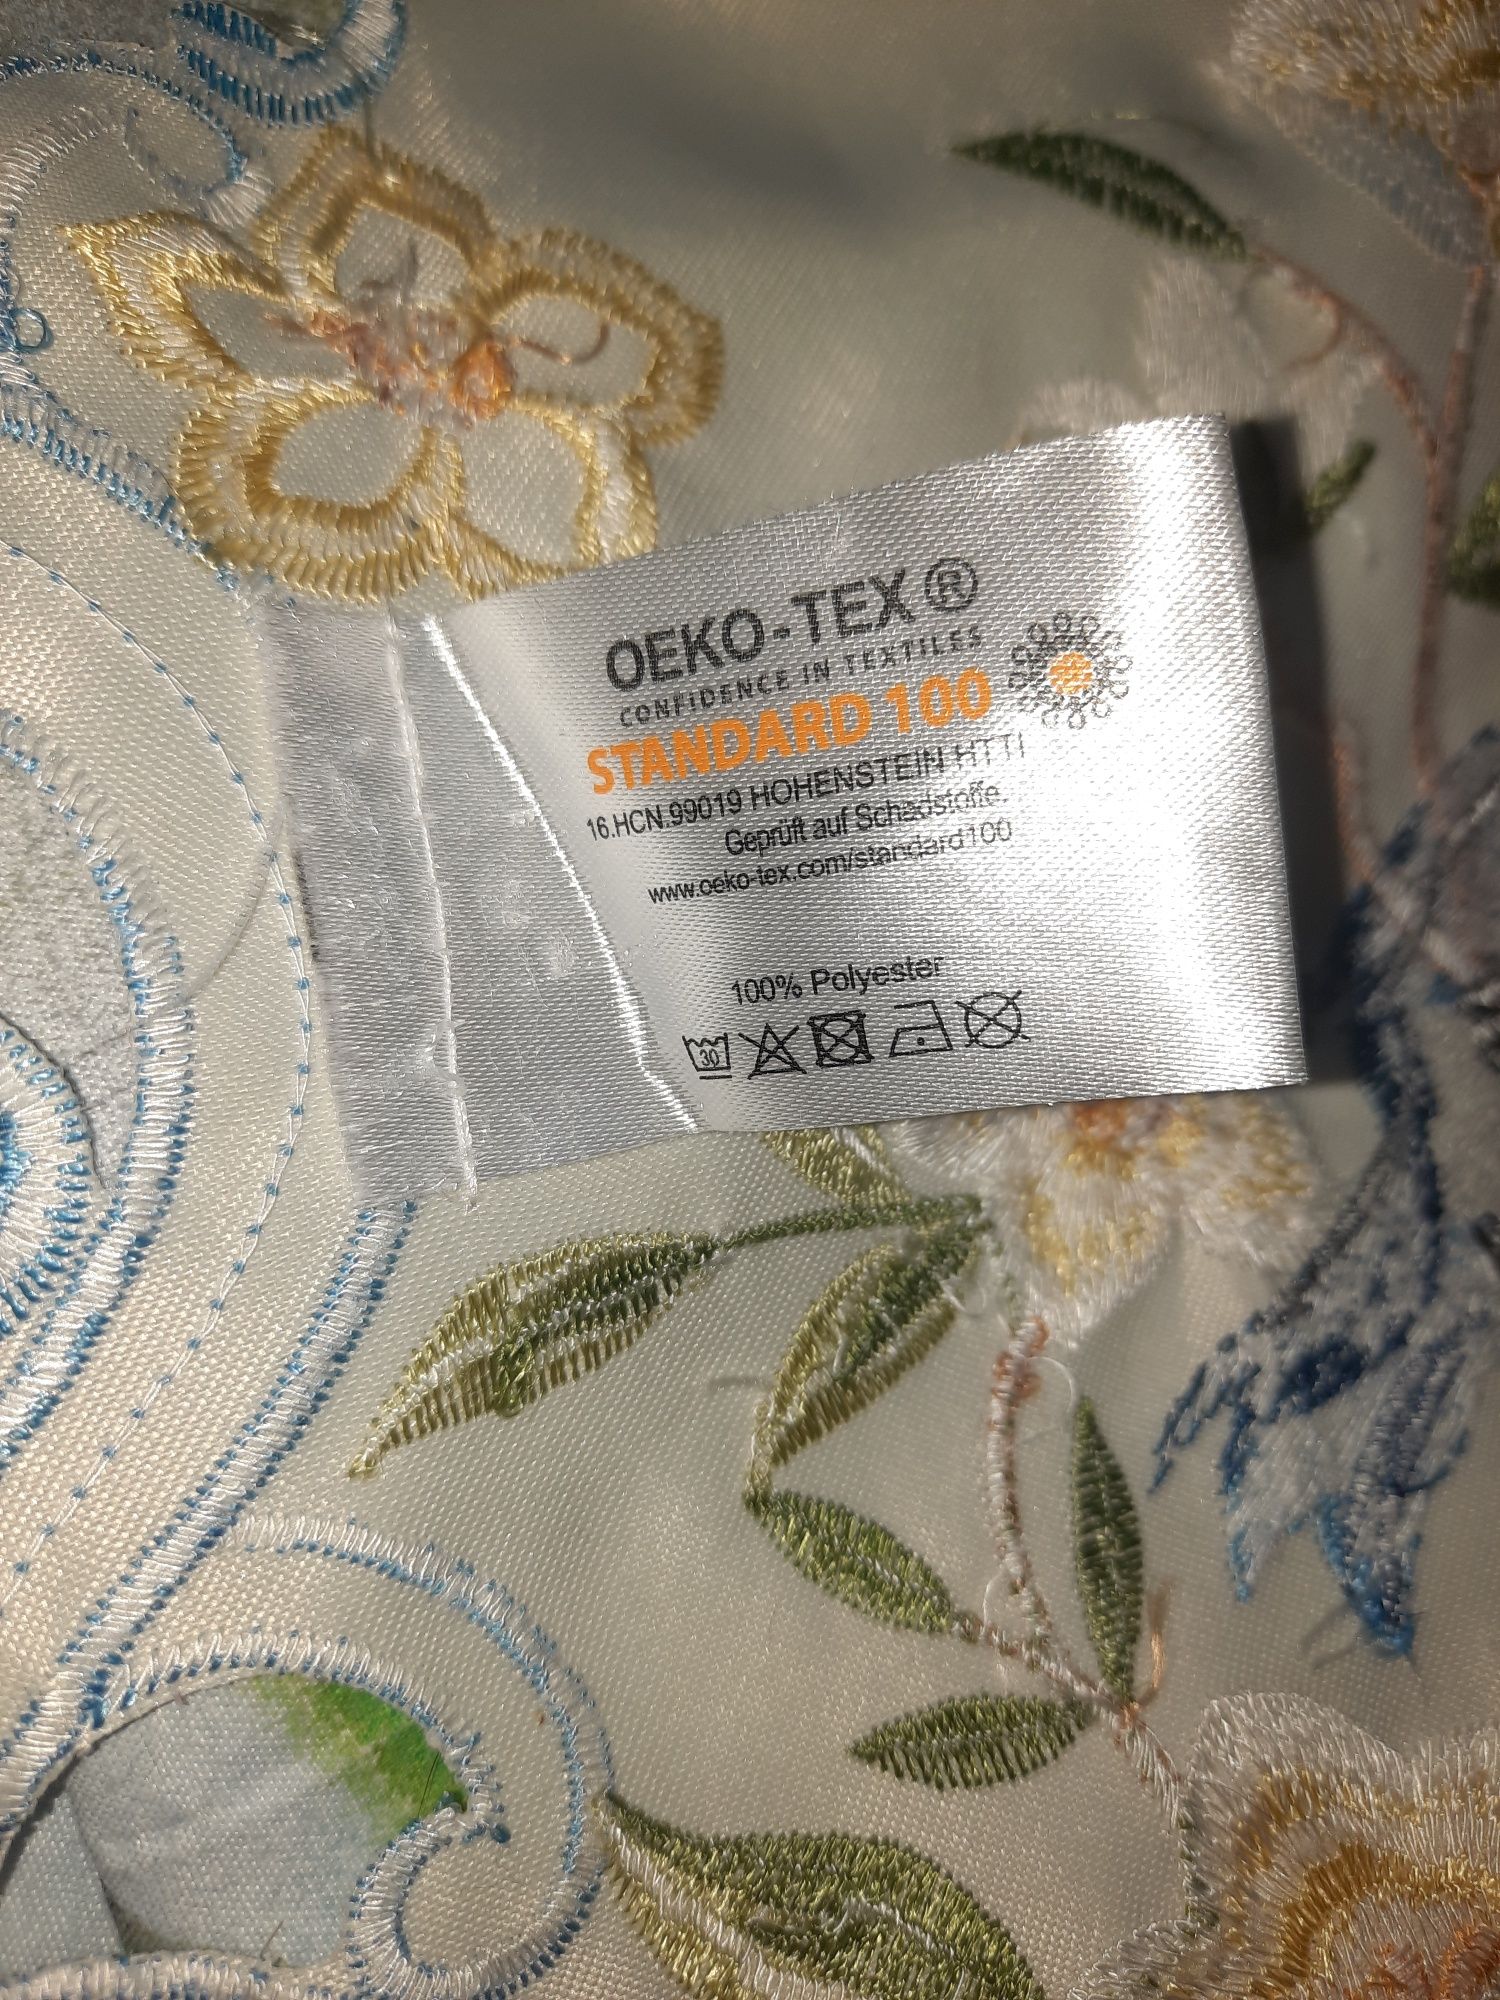 OEKO-TEX®
CONFIDENCE IN TEXTILES
STANDARD 100
16.HCN.99019 HOHENSTEIN HTTI
Geprüft auf Schadstoffe.
www.oeko-tex.com/standard100
100% Polyester
30